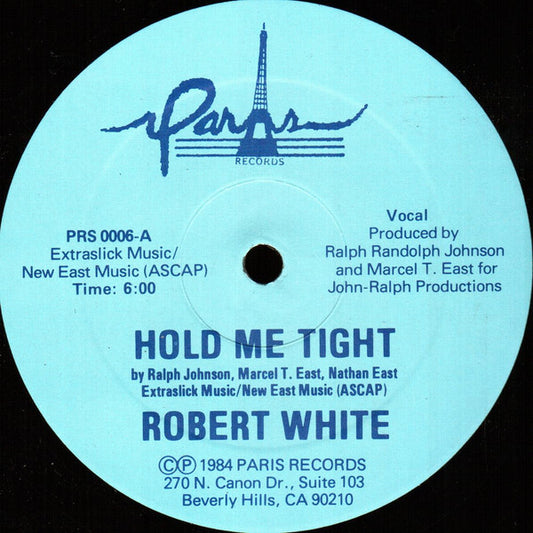 Paris
RECORDS
PRS 0006-A
Extraslick Music/
New East Music (ASCAP)
Time: 6:00
Vocal
Produced by
Ralph Randolph Johnson
and Marcel T. East for
John-Ralph Productions
HOLD ME TIGHT
by Ralph Johnson, Marcel T. East, Nathan East
Extraslick Music/New East Music (ASCAP)
ROBERT WHITE
©℗ 1984 PARIS RECORDS
270 N. Canon Dr., Suite 103
Beverly Hills, CA 90210